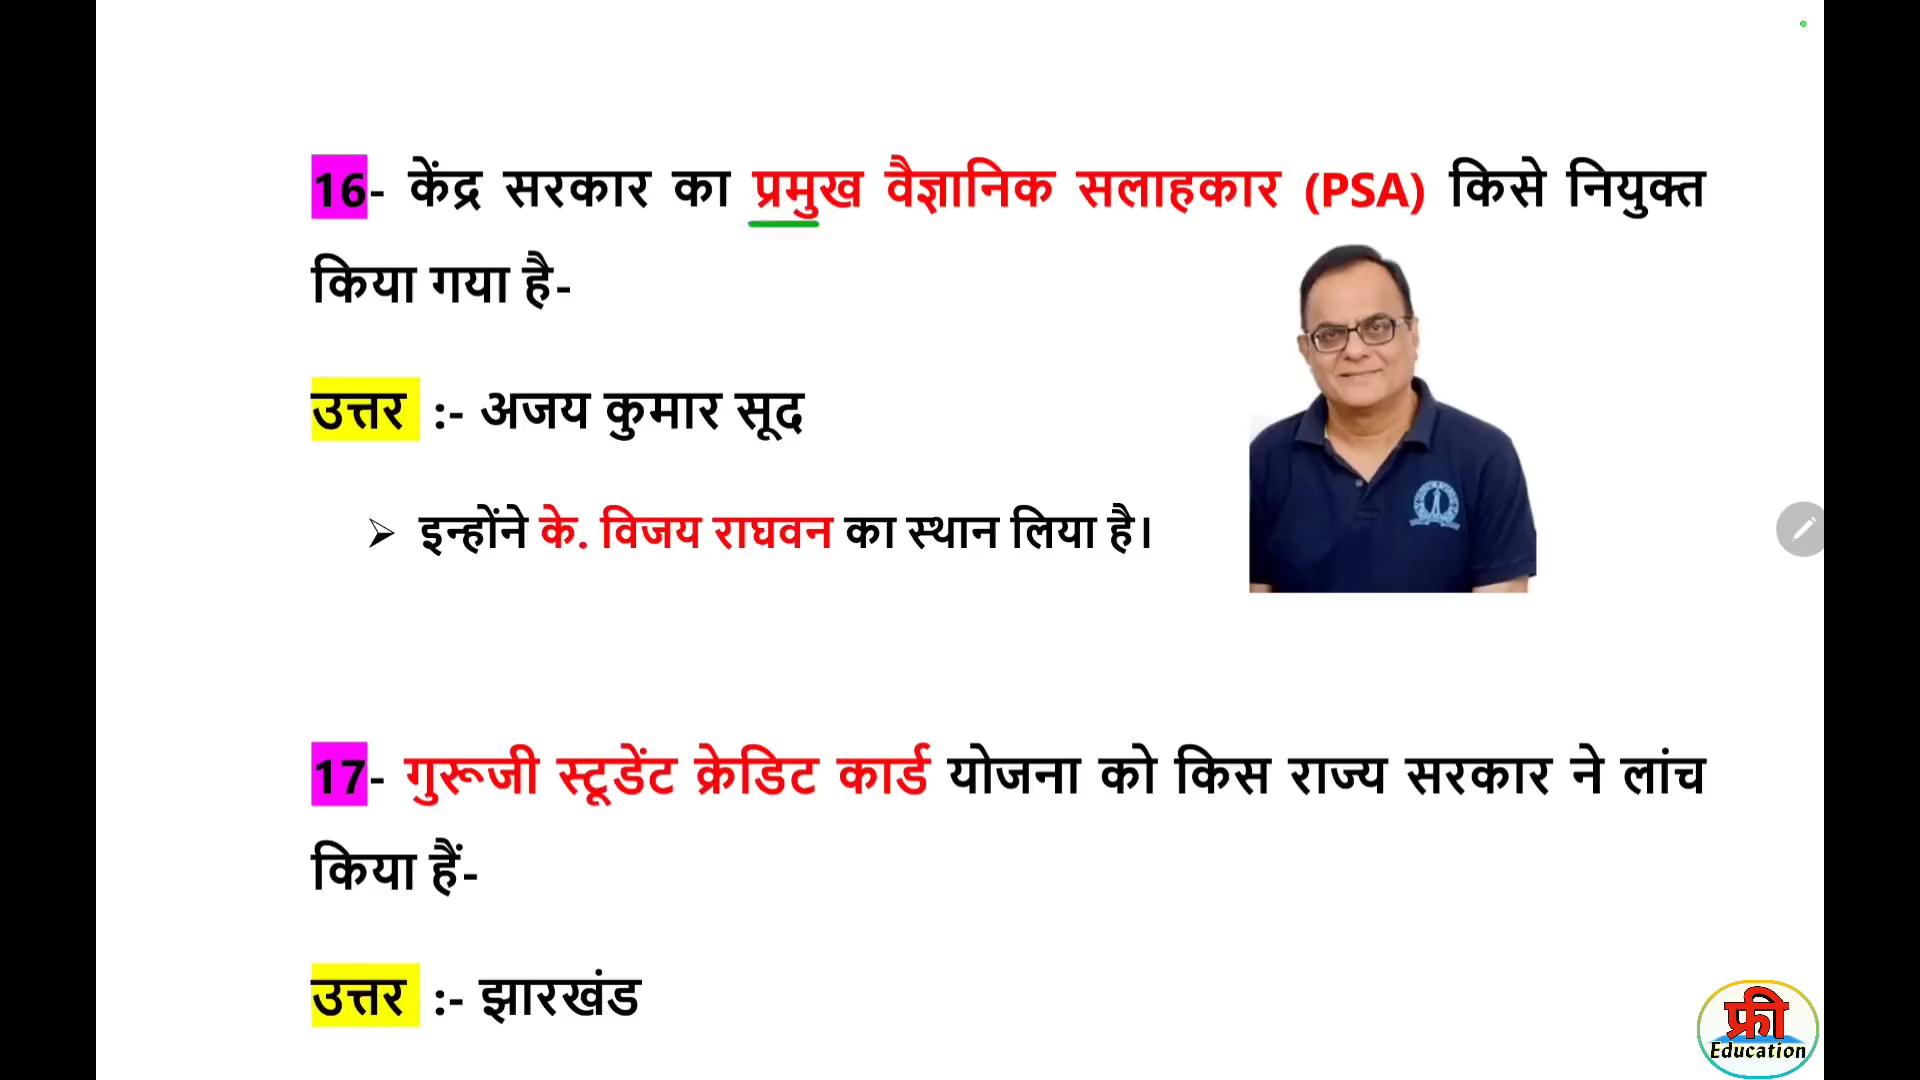 16- केंद्र सरकार का प्रमुख वैज्ञानिक सलाहकार (PSA) किसे नियुक्त
किया गया है-
उत्तर :- अजय कुमार सूद
➢ इन्होंने के. विजय राघवन का स्थान लिया है।
17- गुरूजी स्टूडेंट क्रेडिट कार्ड योजना को किस राज्य सरकार ने लांच
किया हैं-
उत्तर :- झारखंड
फ्री
Education